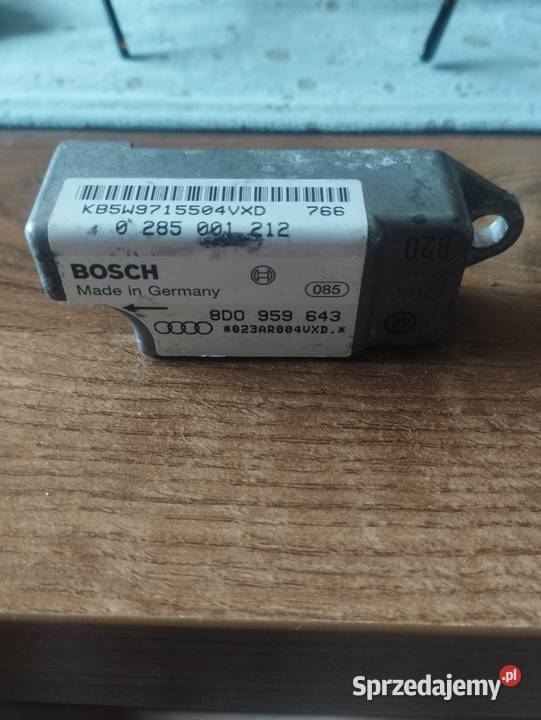 KB5W9715504VXD 766
0 285 001 212
BOSCH
Made in Germany
085
8D0 959 643
*023AR004VXD.*
820
Sprzedajemy.pl